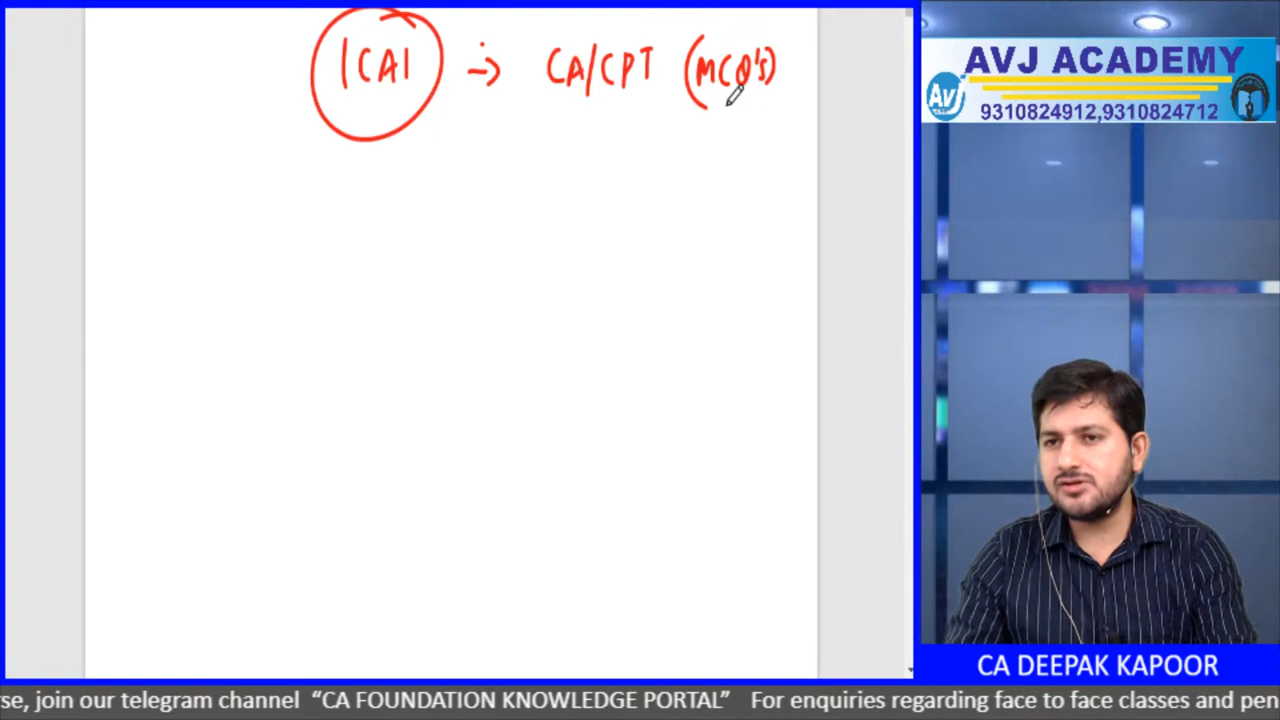 ICAI → CA/CPT (MCQ's)
AVJ ACADEMY
AVJ
9310824912,9310824712
CA DEEPAK KAPOOR
se, join our telegram channel “CA FOUNDATION KNOWLEDGE PORTAL” For enquiries regarding face to face classes and pen